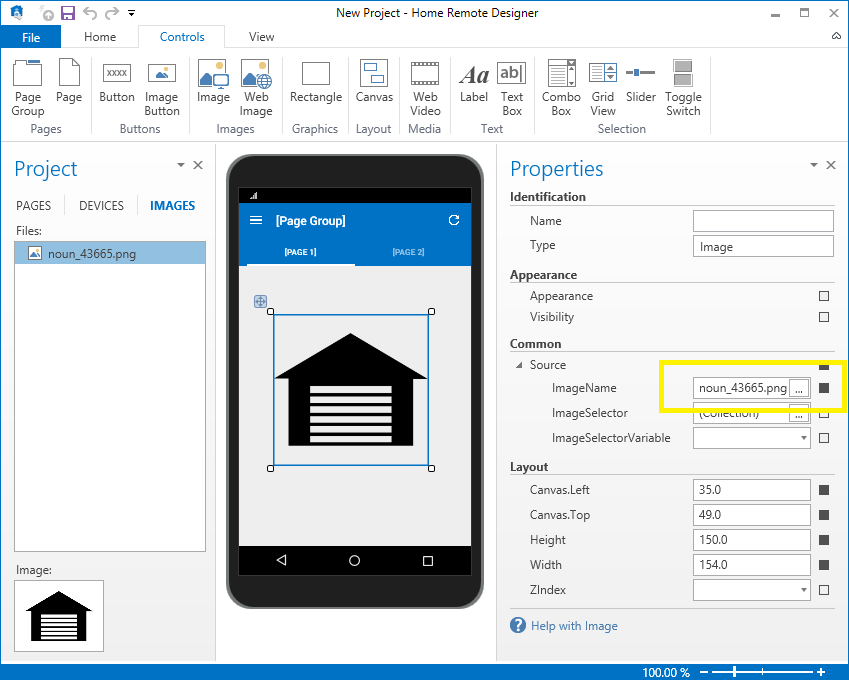 New Project - Home Remote Designer
File Home Controls View
Page Group Page Button Image Button Image Web Image Rectangle Canvas Web Video Label Text Box Combo Box Grid View Slider Toggle Switch
xxxx Aa ab|
Pages Buttons Images Graphics Layout Media Text Selection
Project
PAGES DEVICES IMAGES
Files:
noun_43665.png
Image:
[Page Group]
[PAGE 1] [PAGE 2]
Properties
Identification
Name
Type Image
Appearance
Appearance
Visibility
Common
Source
ImageName noun_43665.png ...
ImageSelector (Collection) ...
ImageSelectorVariable
Layout
Canvas.Left 35.0
Canvas.Top 49.0
Height 150.0
Width 154.0
ZIndex
? Help with Image
100.00 %